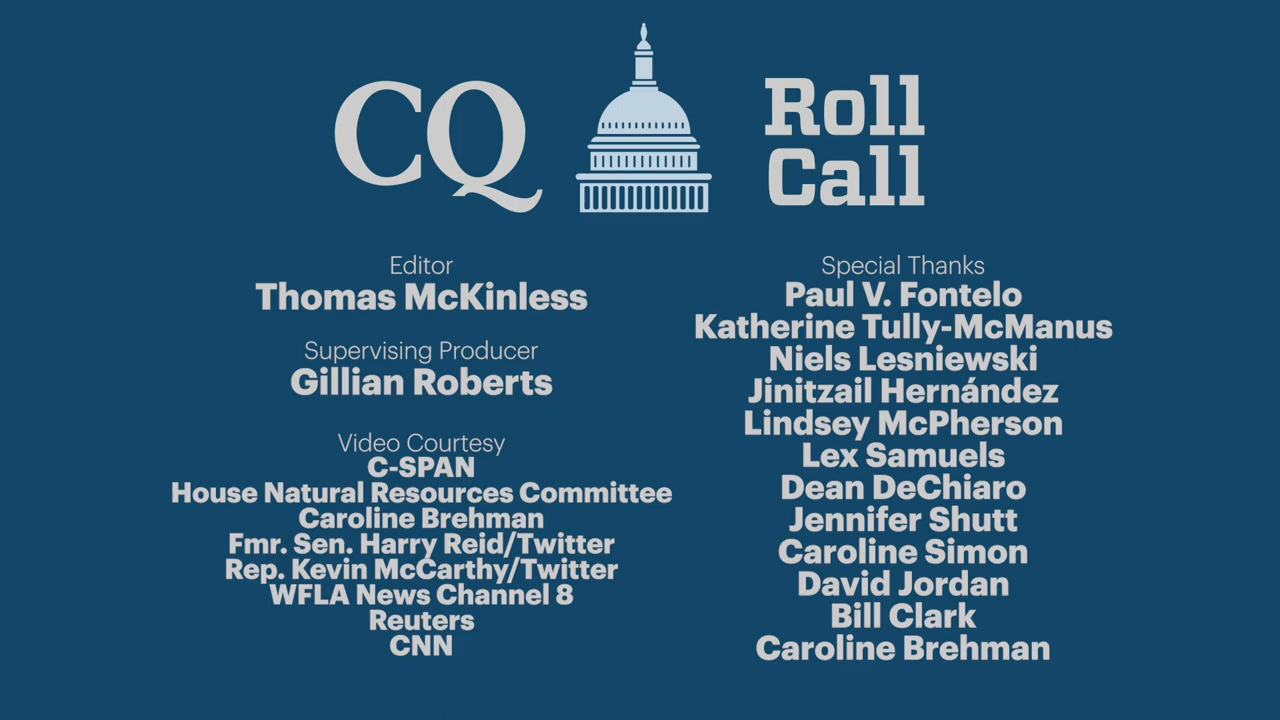 CQ
Roll
Call
Editor
Thomas McKinless
Supervising Producer
Gillian Roberts
Video Courtesy
C-SPAN
House Natural Resources Committee
Caroline Brehman
Fmr. Sen. Harry Reid/Twitter
Rep. Kevin McCarthy/Twitter
WFLA News Channel 8
Reuters
CNN
Special Thanks
Paul V. Fontelo
Katherine Tully-McManus
Niels Lesniewski
Jinitzail Hernández
Lindsey McPherson
Lex Samuels
Dean DeChiaro
Jennifer Shutt
Caroline Simon
David Jordan
Bill Clark
Caroline Brehman